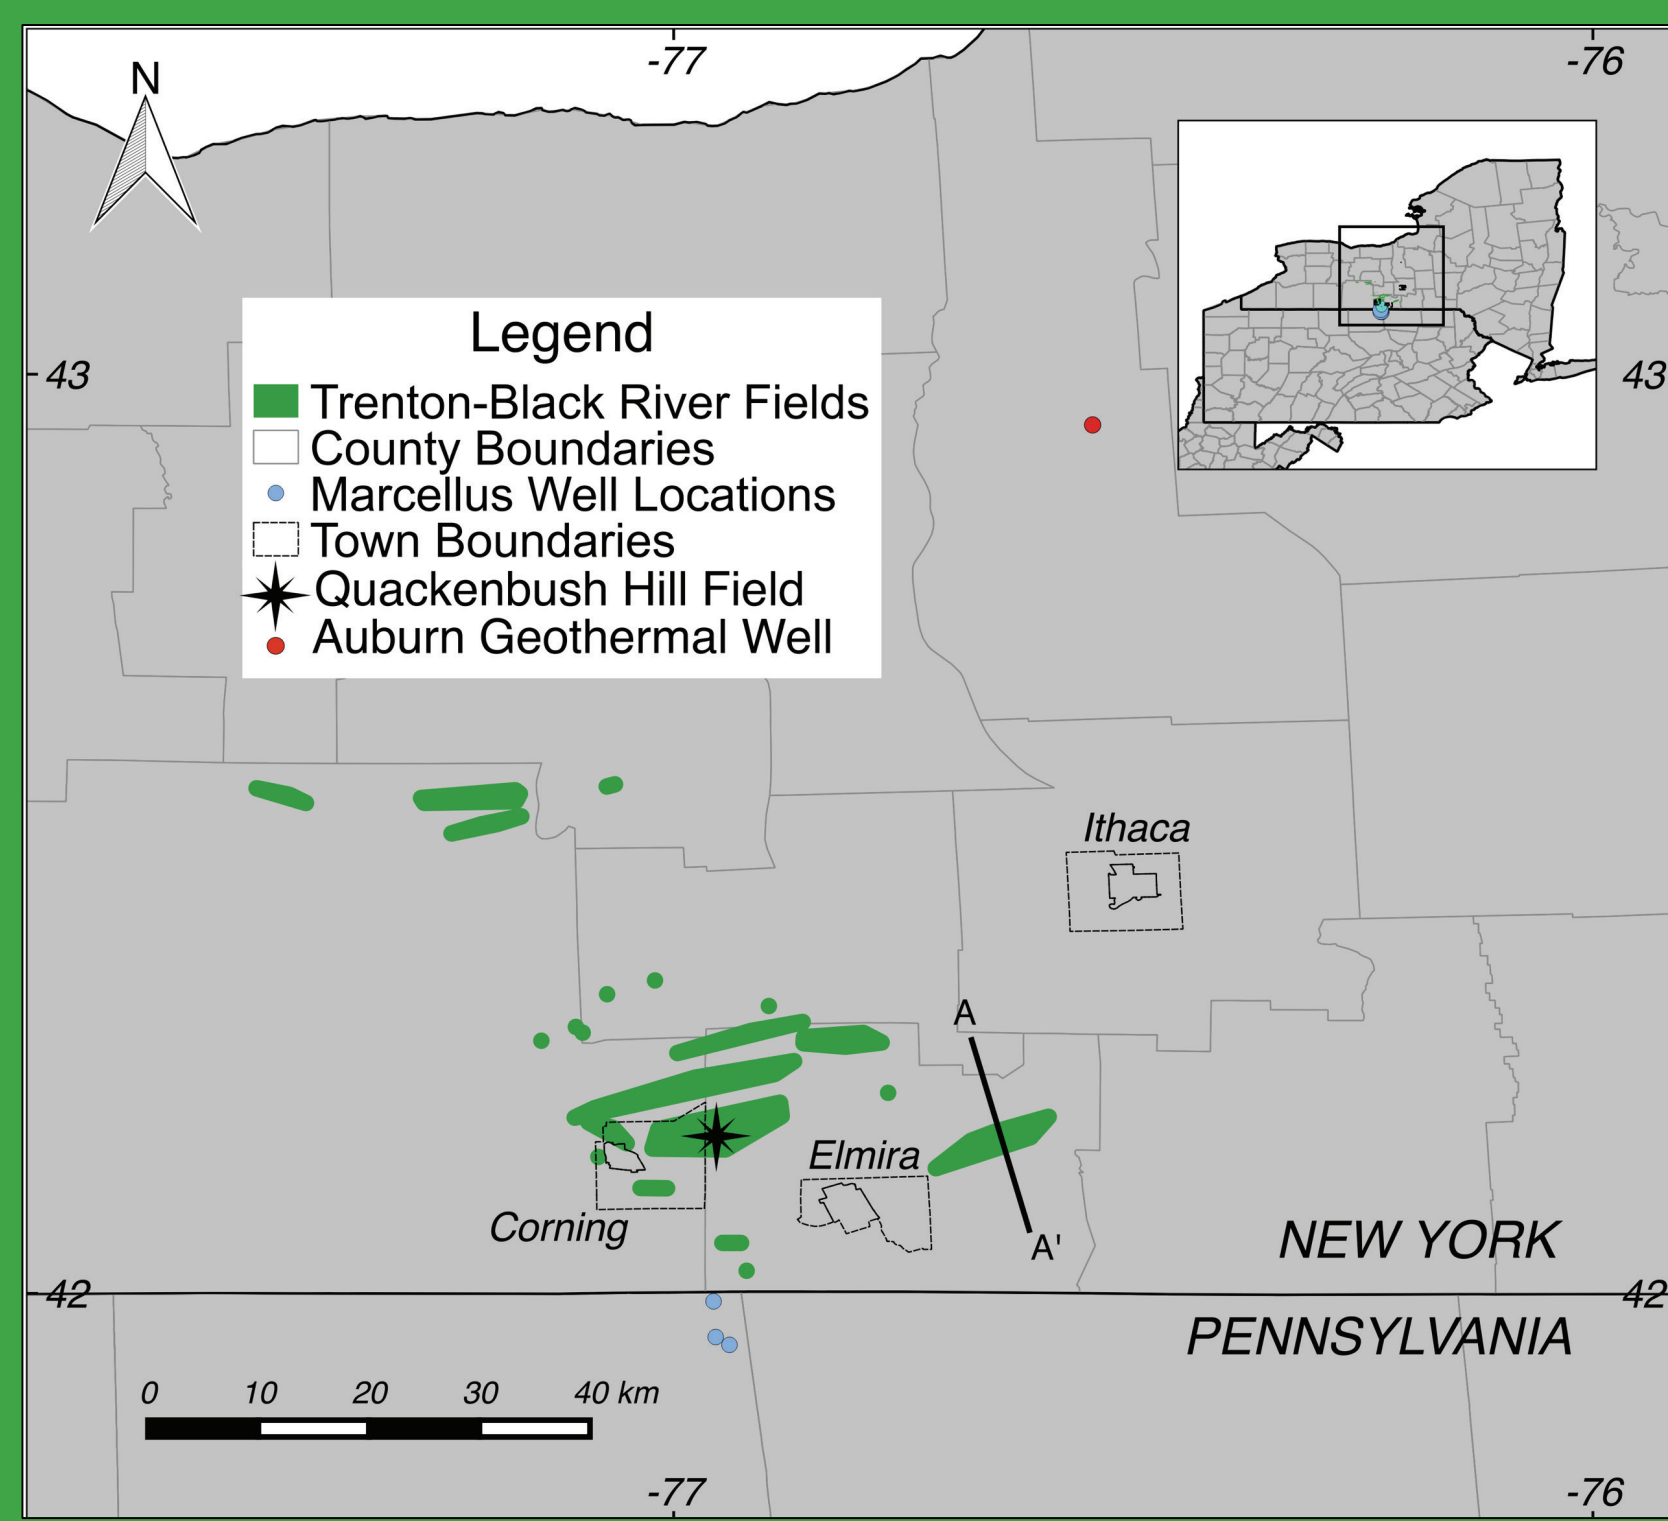 -77
-76
N
43
43
Legend
Trenton-Black River Fields
County Boundaries
Marcellus Well Locations
Town Boundaries
Quackenbush Hill Field
Auburn Geothermal Well
Ithaca
A
Elmira
Corning
A'
NEW YORK
42
42
PENNSYLVANIA
0 10 20 30 40 km
-77
-76